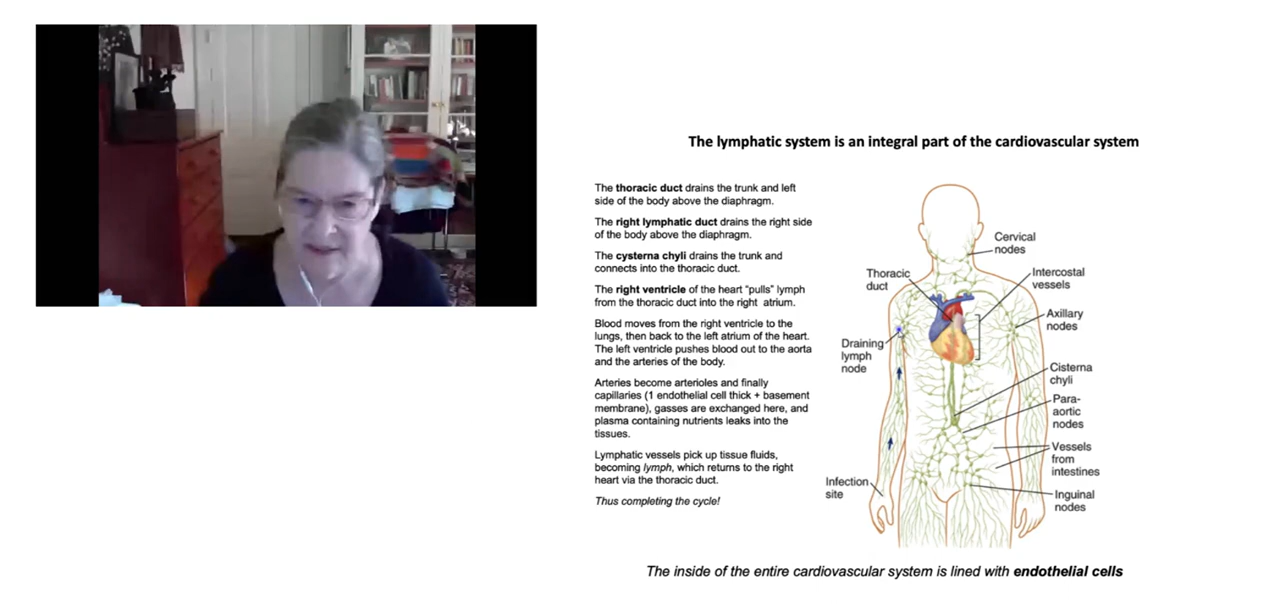 The lymphatic system is an integral part of the cardiovascular system
The thoracic duct drains the trunk and left
side of the body above the diaphragm.
The right lymphatic duct drains the right side
of the body above the diaphragm.
The cysterna chyli drains the trunk and
connects into the thoracic duct.
The right ventricle of the heart “pulls” lymph
from the thoracic duct into the right atrium.
Blood moves from the right ventricle to the
lungs, then back to the left atrium of the heart.
The left ventricle pushes blood out to the aorta
and the arteries of the body.
Arteries become arterioles and finally
capillaries (1 endothelial cell thick + basement
membrane), gasses are exchanged here, and
plasma containing nutrients leaks into the
tissues.
Lymphatic vessels pick up tissue fluids,
becoming lymph, which returns to the right
heart via the thoracic duct.
Thus completing the cycle!
Cervical
nodes
Thoracic
duct
Intercostal
vessels
Axillary
nodes
Draining
lymph
node
Cisterna
chyli
Para-
aortic
nodes
Vessels
from
intestines
Infection
site
Inguinal
nodes
The inside of the entire cardiovascular system is lined with endothelial cells